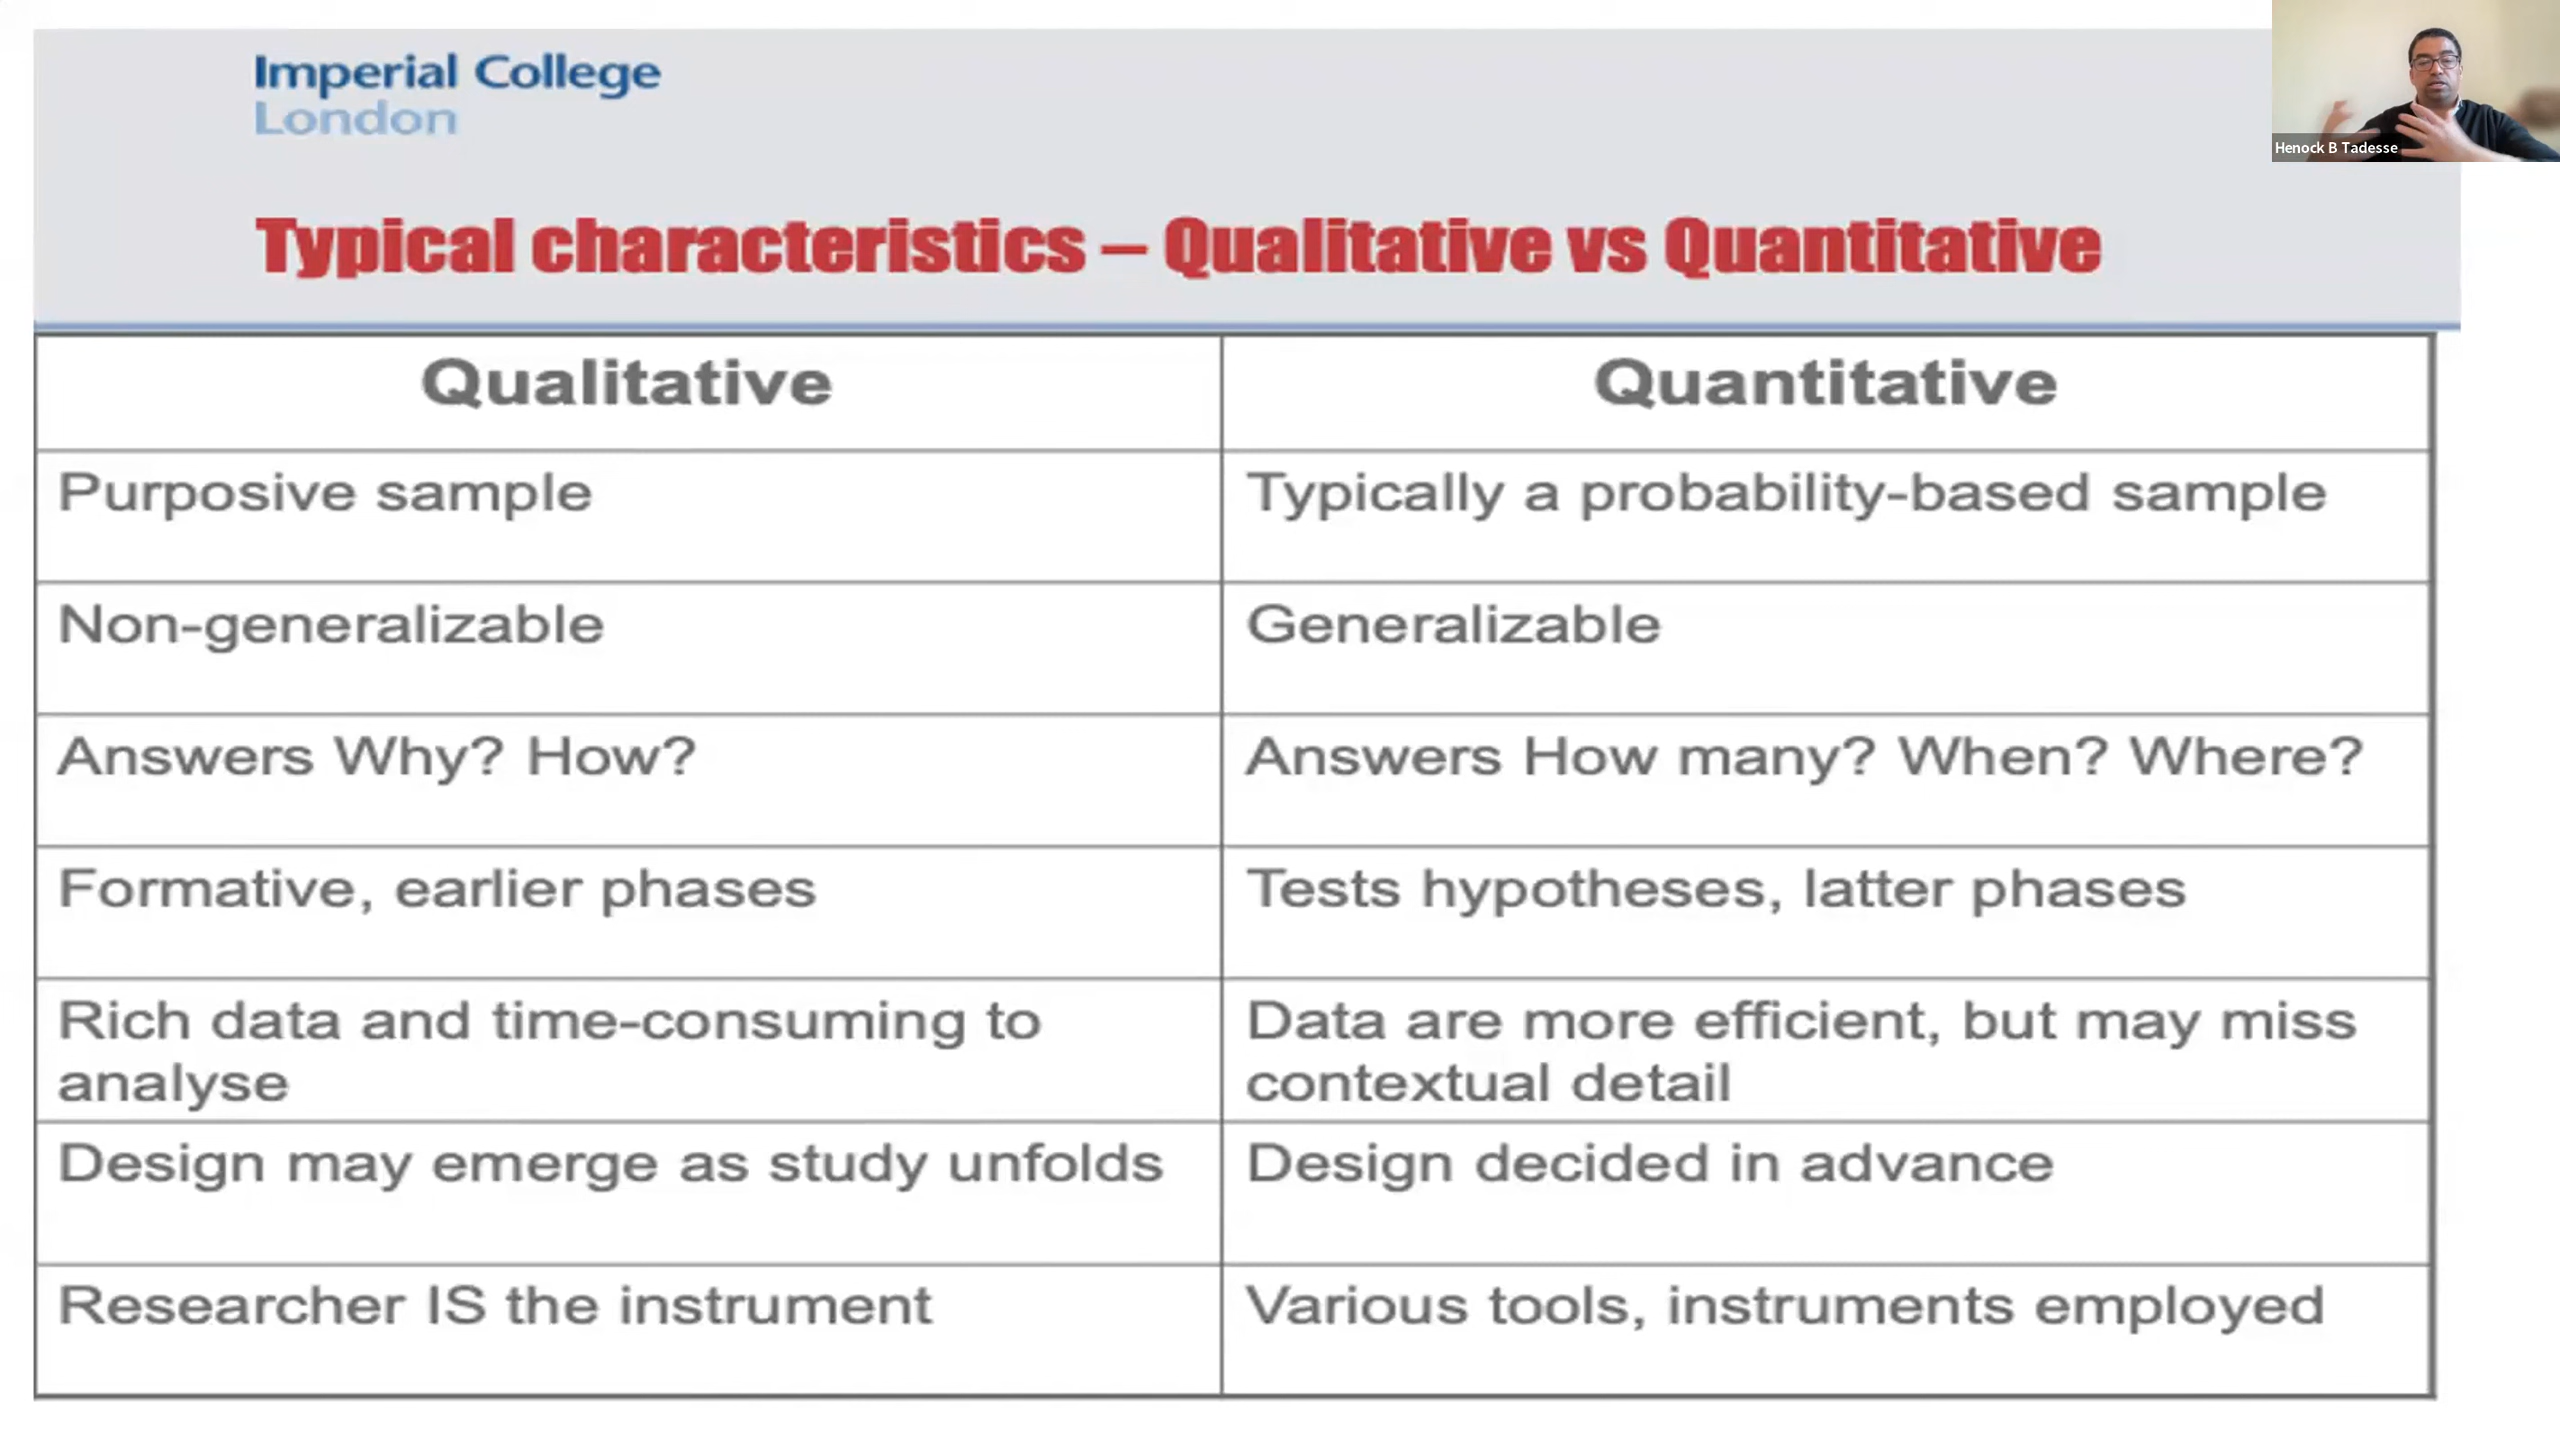 Imperial College
London
Henock B Tadesse
Typical characteristics – Qualitative vs Quantitative
Qualitative
Quantitative
Purposive sample
Typically a probability-based sample
Non-generalizable
Generalizable
Answers Why? How?
Answers How many? When? Where?
Formative, earlier phases
Tests hypotheses, latter phases
Rich data and time-consuming to
analyse
Data are more efficient, but may miss
contextual detail
Design may emerge as study unfolds
Design decided in advance
Researcher IS the instrument
Various tools, instruments employed